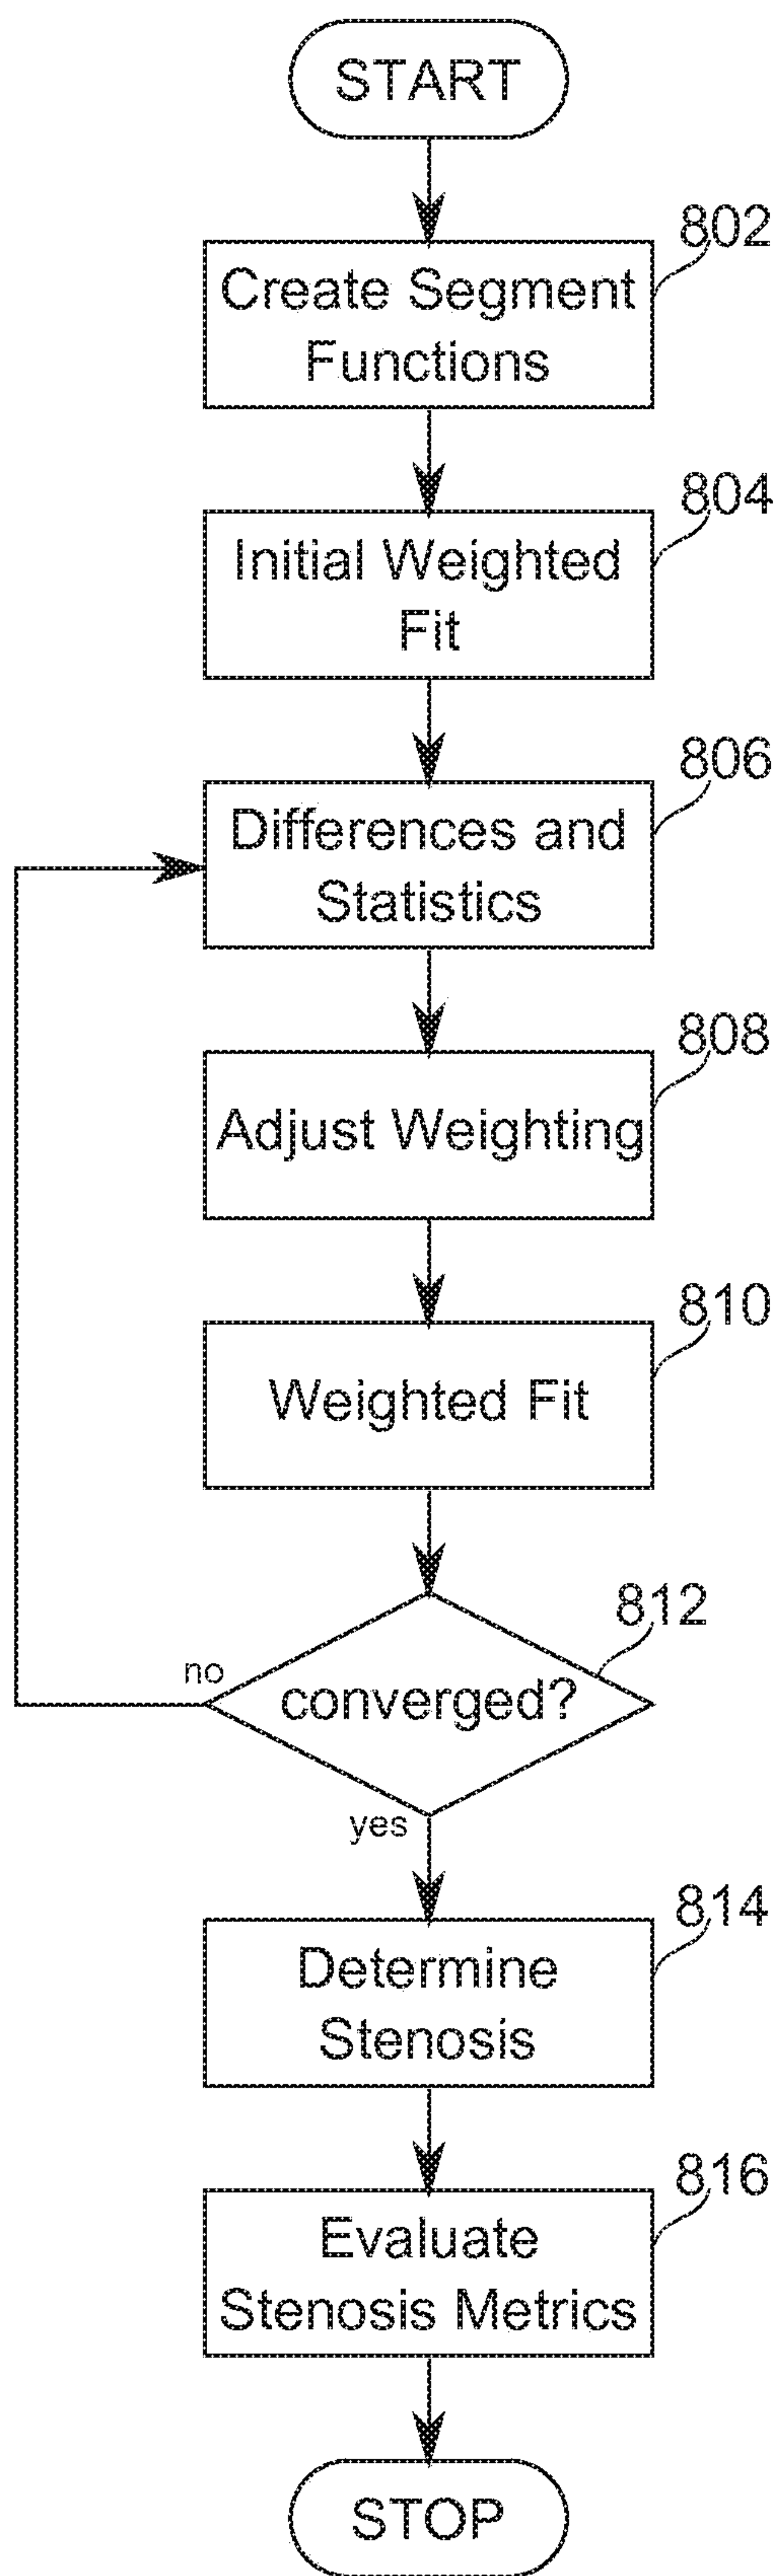 START
802
Create Segment
Functions
804
Initial Weighted
Fit
806
Differences and
Statistics
808
Adjust Weighting
810
Weighted Fit
812
no
converged?
yes
814
Determine
Stenosis
816
Evaluate
Stenosis Metrics
STOP